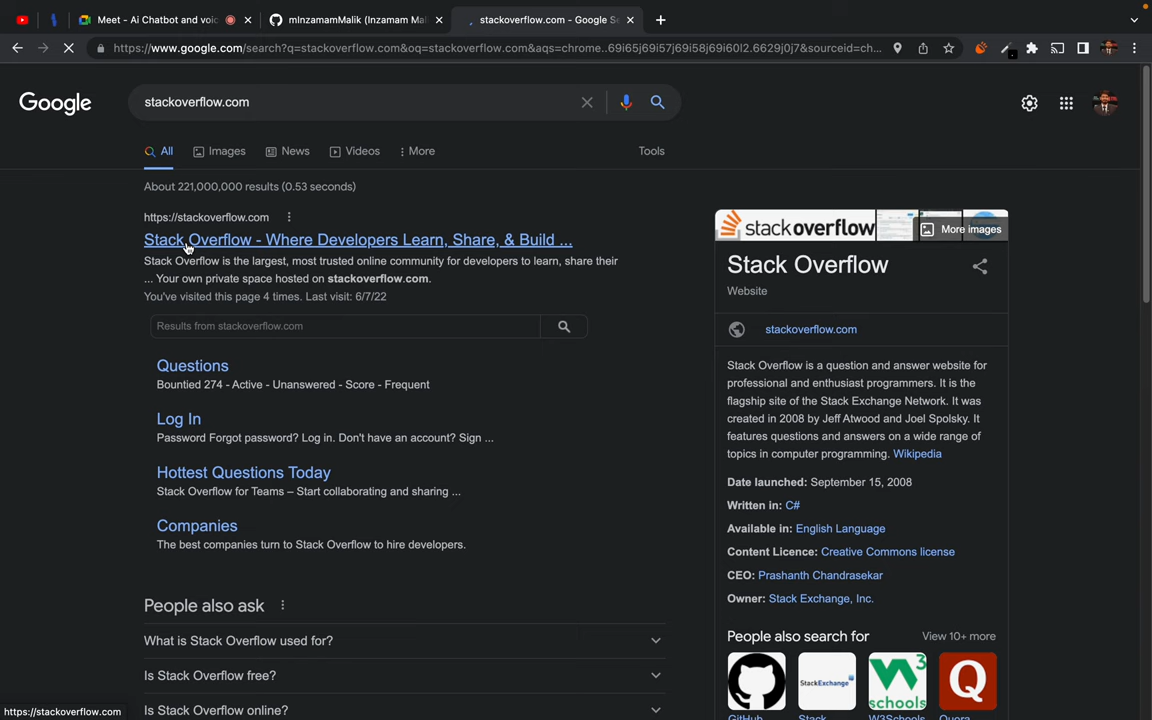 Meet - Ai Chatbot and voic
mInzamamMalik (Inzamam Mali
stackoverflow.com - Google Se
https://www.google.com/search?q=stackoverflow.com&oq=stackoverflow.com&aqs=chrome..69i65j69i57j69i58j69i60l2.6629j0j7&sourceid=ch...
Google
stackoverflow.com
All
Images
News
Videos
More
Tools
About 221,000,000 results (0.53 seconds)
https://stackoverflow.com
Stack Overflow - Where Developers Learn, Share, & Build ...
Stack Overflow is the largest, most trusted online community for developers to learn, share their
... Your own private space hosted on stackoverflow.com.
You've visited this page 4 times. Last visit: 6/7/22
Results from stackoverflow.com
Questions
Bountied 274 - Active - Unanswered - Score - Frequent
Log In
Password Forgot password? Log in. Don't have an account? Sign ...
Hottest Questions Today
Stack Overflow for Teams – Start collaborating and sharing ...
Companies
The best companies turn to Stack Overflow to hire developers.
People also ask
What is Stack Overflow used for?
Is Stack Overflow free?
Is Stack Overflow online?
https://stackoverflow.com
stackoverflow
More images
Stack Overflow
Website
stackoverflow.com
Stack Overflow is a question and answer website for
professional and enthusiast programmers. It is the
flagship site of the Stack Exchange Network. It was
created in 2008 by Jeff Atwood and Joel Spolsky. It
features questions and answers on a wide range of
topics in computer programming. Wikipedia
Date launched: September 15, 2008
Written in: C#
Available in: English Language
Content Licence: Creative Commons license
CEO: Prashanth Chandrasekar
Owner: Stack Exchange, Inc.
People also search for
View 10+ more
StackExchange
W3
schools
GitHub
Stack
W3Schools
Quora